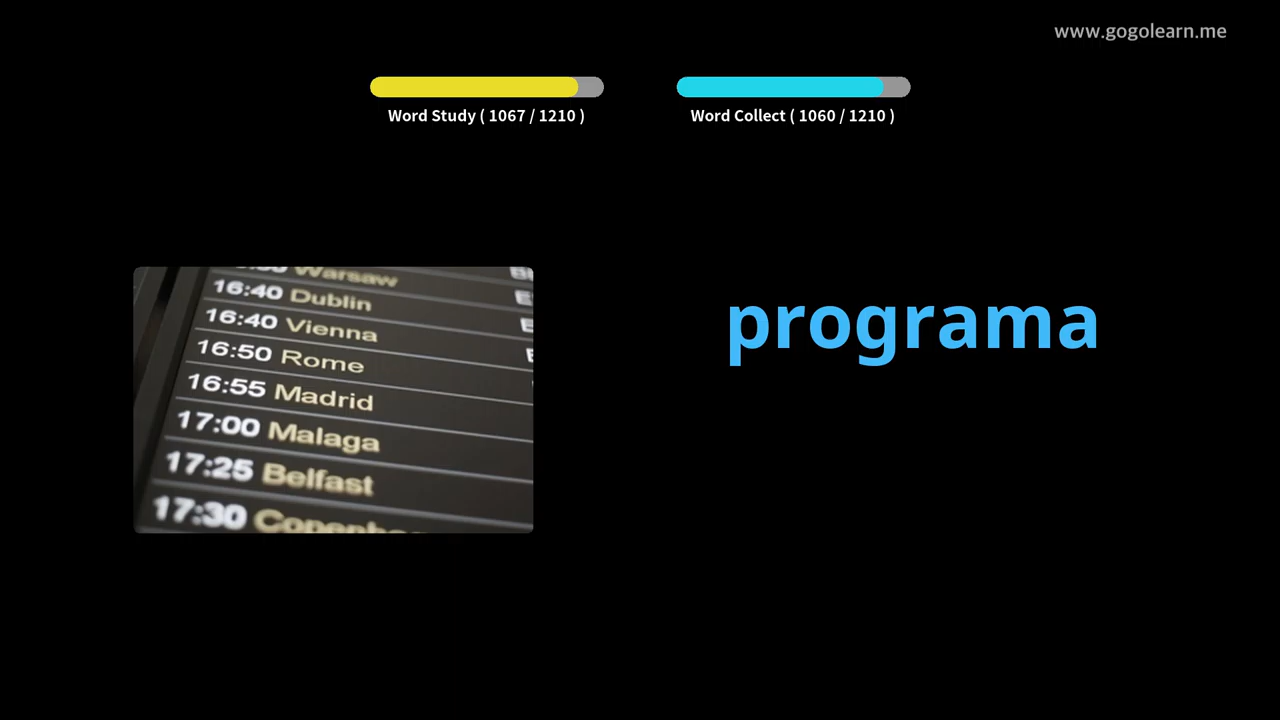 www.gogolearn.me
Word Study ( 1067 / 1210 )
Word Collect ( 1060 / 1210 )
Warsaw
16:40 Dublin
16:40 Vienna
16:50 Rome
16:55 Madrid
17:00 Malaga
17:25 Belfast
17:30
programa